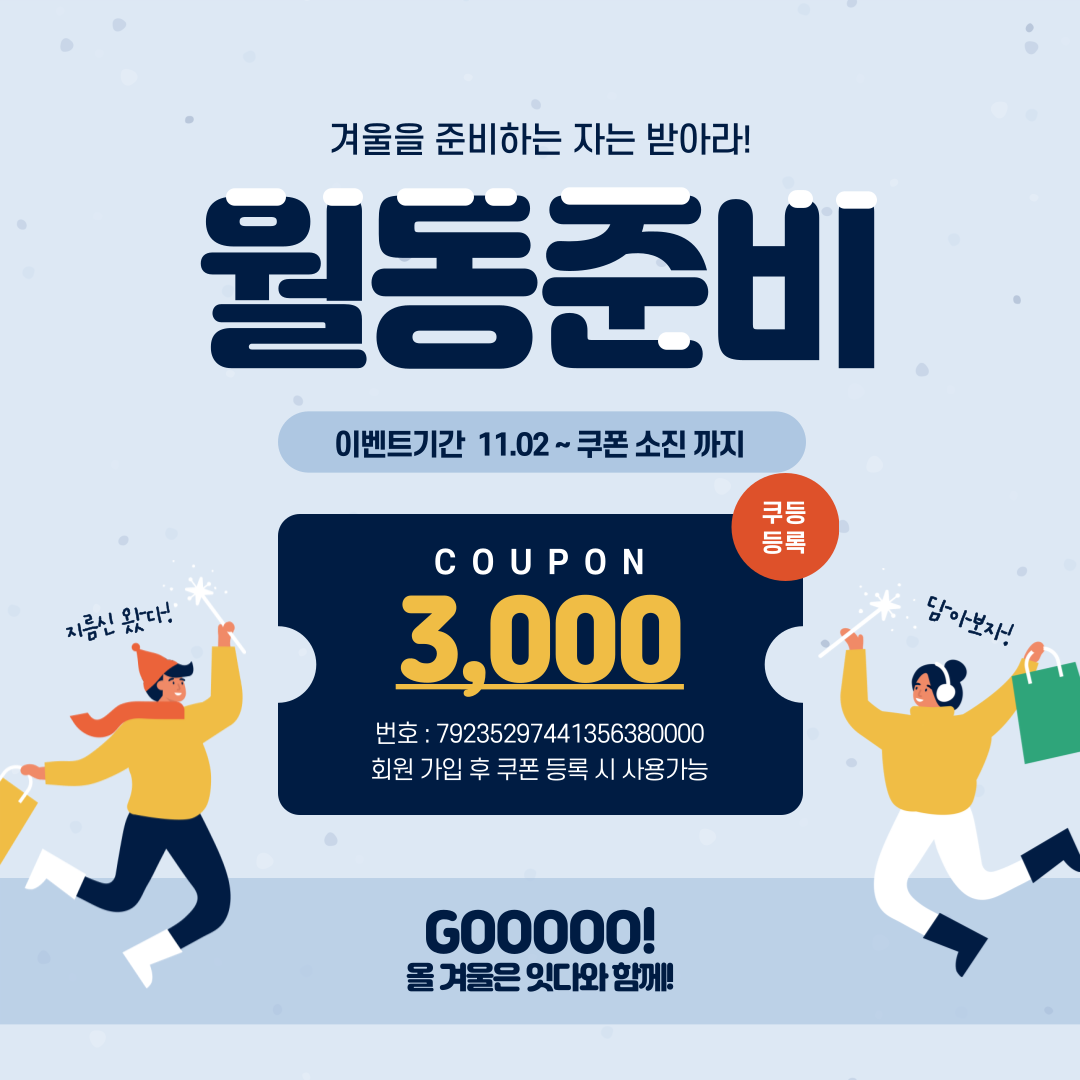 겨울을 준비하는 자는 받아라!
월동준비
이벤트기간 11.02 ~ 쿠폰 소진 까지
쿠등
등록
COUPON
3,000
번호 : 79235297441356380000
회원 가입 후 쿠폰 등록 시 사용가능
지름신 왔다!
담아보자!
GOOOOO!
올 겨울은 잇다와 함께!